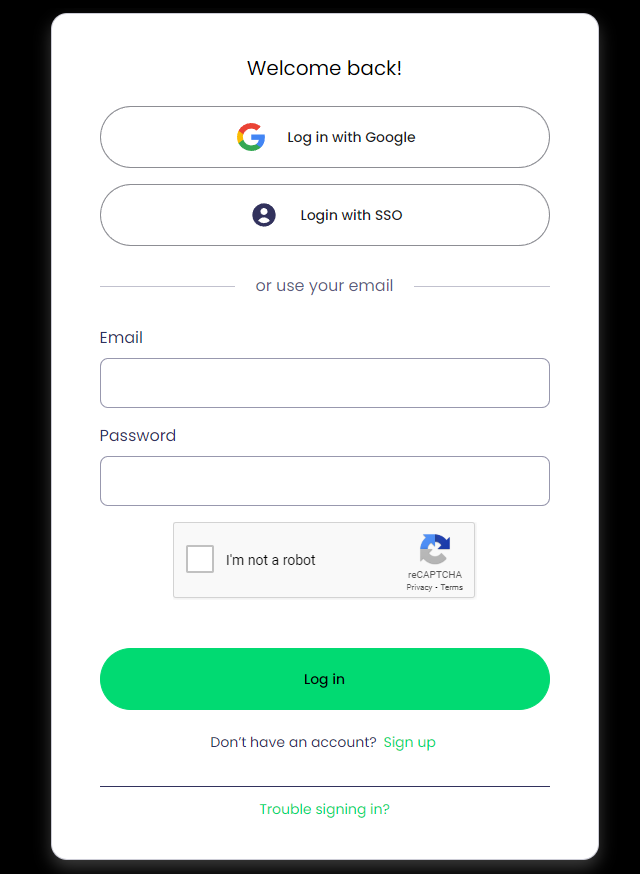 Welcome back!
Log in with Google
Login with SSO
or use your email
Email
Password
I'm not a robot
reCAPTCHA
Privacy - Terms
Log in
Don’t have an account? Sign up
Trouble signing in?